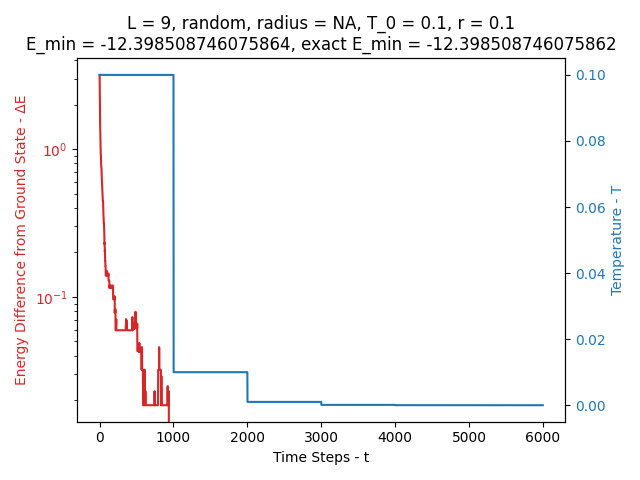 L = 9, random, radius = NA, T_0 = 0.1, r = 0.1
E_min = -12.398508746075864, exact E_min = -12.398508746075862
Energy Difference from Ground State - ΔE
10^0
10^-1
0.10
0.08
0.06
0.04
0.02
0.00
Temperature - T
0 1000 2000 3000 4000 5000 6000
Time Steps - t